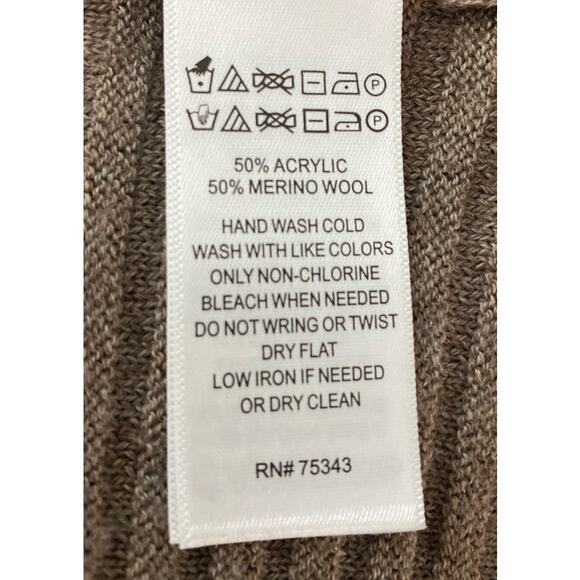 P
P
50% ACRYLIC
50% MERINO WOOL
HAND WASH COLD
WASH WITH LIKE COLORS
ONLY NON-CHLORINE
BLEACH WHEN NEEDED
DO NOT WRING OR TWIST
DRY FLAT
LOW IRON IF NEEDED
OR DRY CLEAN
RN# 75343